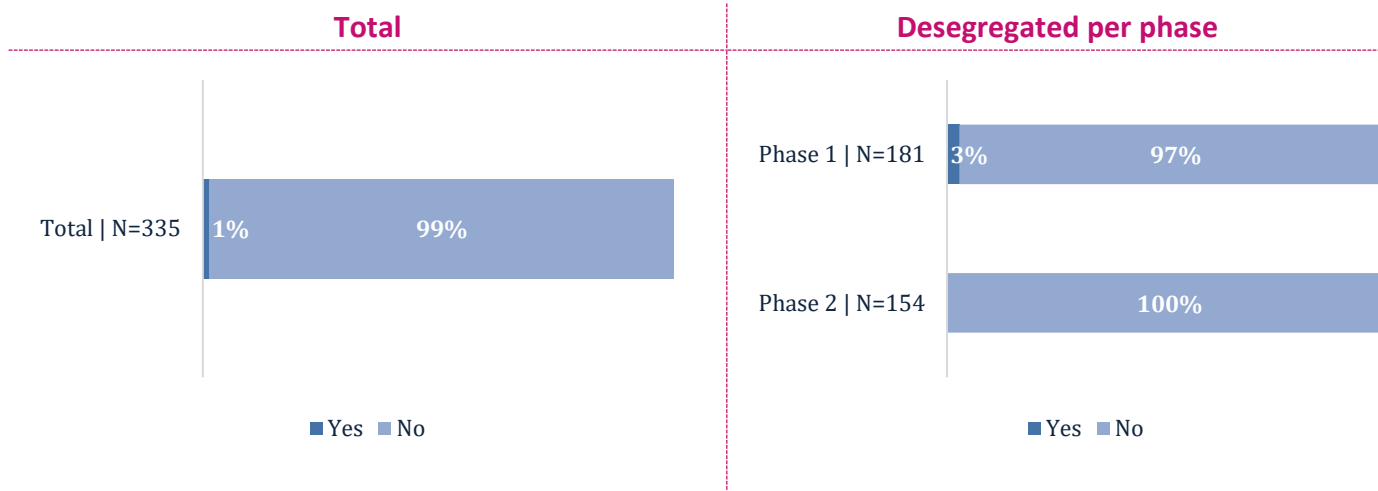 Total
Total | N=335
1%
99%
Yes No
Desegregated per phase
Phase 1 | N=181
3%
97%
Phase 2 | N=154
100%
Yes No